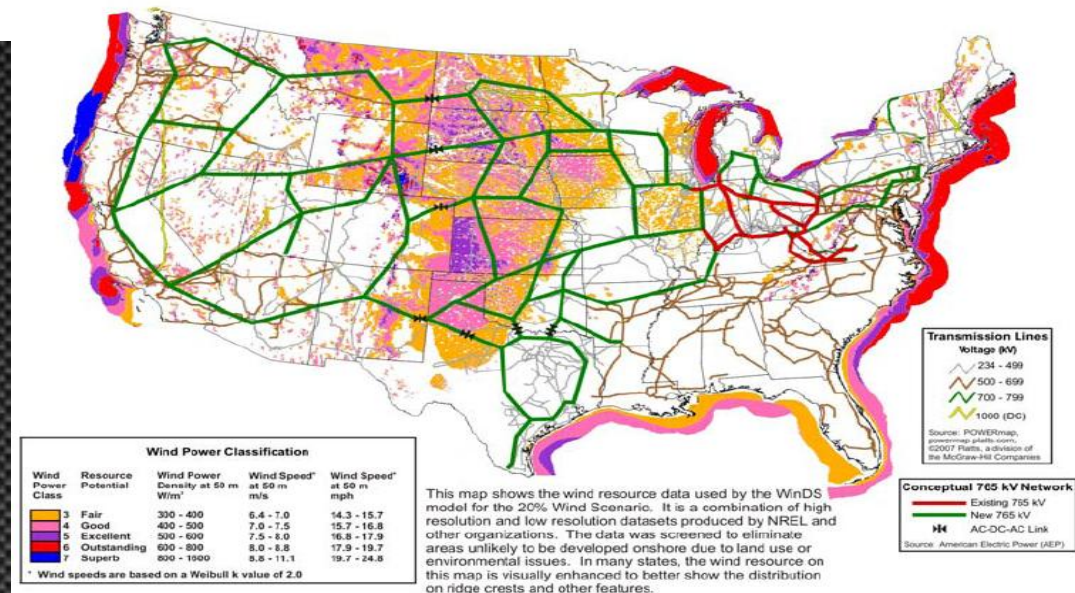 Transmission Lines
Voltage (kV)
234 - 499
500 - 699
700 - 799
1000 (DC)
Source: POWERmap,
powermap.platts.com,
©2007 Platts, a division of
the McGraw-Hill Companies
Wind Power Classification
Wind Power Class Resource Potential Wind Power Density at 50 m W/m² Wind Speed* at 50 m m/s Wind Speed* at 50 m mph
3 Fair 300 - 400 6.4 - 7.0 14.3 - 15.7
4 Good 400 - 500 7.0 - 7.5 15.7 - 16.8
5 Excellent 500 - 600 7.5 - 8.0 16.8 - 17.9
6 Outstanding 600 - 800 8.0 - 8.8 17.9 - 19.7
7 Superb 800 - 1600 8.8 - 11.1 19.7 - 24.8
* Wind speeds are based on a Weibull k value of 2.0
This map shows the wind resource data used by the WinDS
model for the 20% Wind Scenario. It is a combination of high
resolution and low resolution datasets produced by NREL and
other organizations. The data was screened to eliminate
areas unlikely to be developed onshore due to land use or
environmental issues. In many states, the wind resource on
this map is visually enhanced to better show the distribution
on ridge crests and other features.
Conceptual 765 kV Network
Existing 765 kV
New 765 kV
AC-DC-AC Link
Source: American Electric Power (AEP)